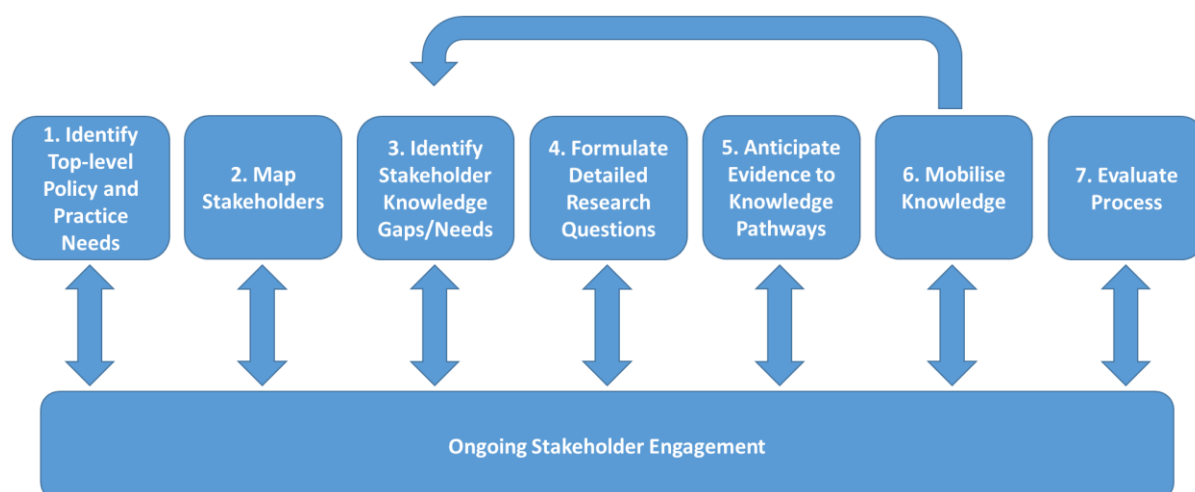 1. Identify
Top-level
Policy and
Practice
Needs
2. Map
Stakeholders
3. Identify
Stakeholder
Knowledge
Gaps/Needs
4. Formulate
Detailed
Research
Questions
5. Anticipate
Evidence to
Knowledge
Pathways
6. Mobilise
Knowledge
7. Evaluate
Process
Ongoing Stakeholder Engagement